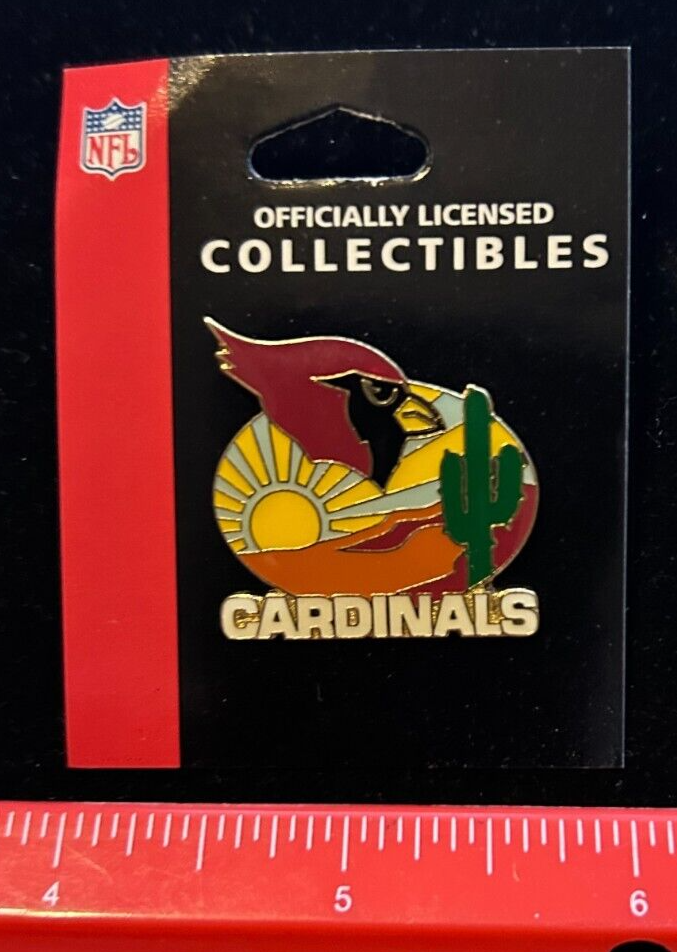 NFL
OFFICIALLY LICENSED
COLLECTIBLES
CARDINALS
4 5 6